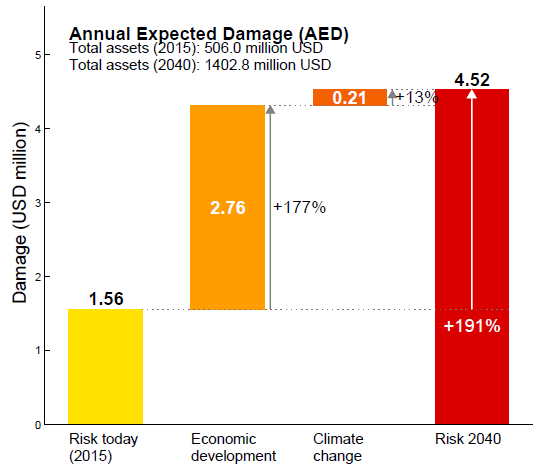 Annual Expected Damage (AED)
Total assets (2015): 506.0 million USD
Total assets (2040): 1402.8 million USD
Damage (USD million)
5
4
3
2
1
0
1.56
2.76
+177%
0.21
+13%
4.52
+191%
Risk today
(2015)
Economic
development
Climate
change
Risk 2040